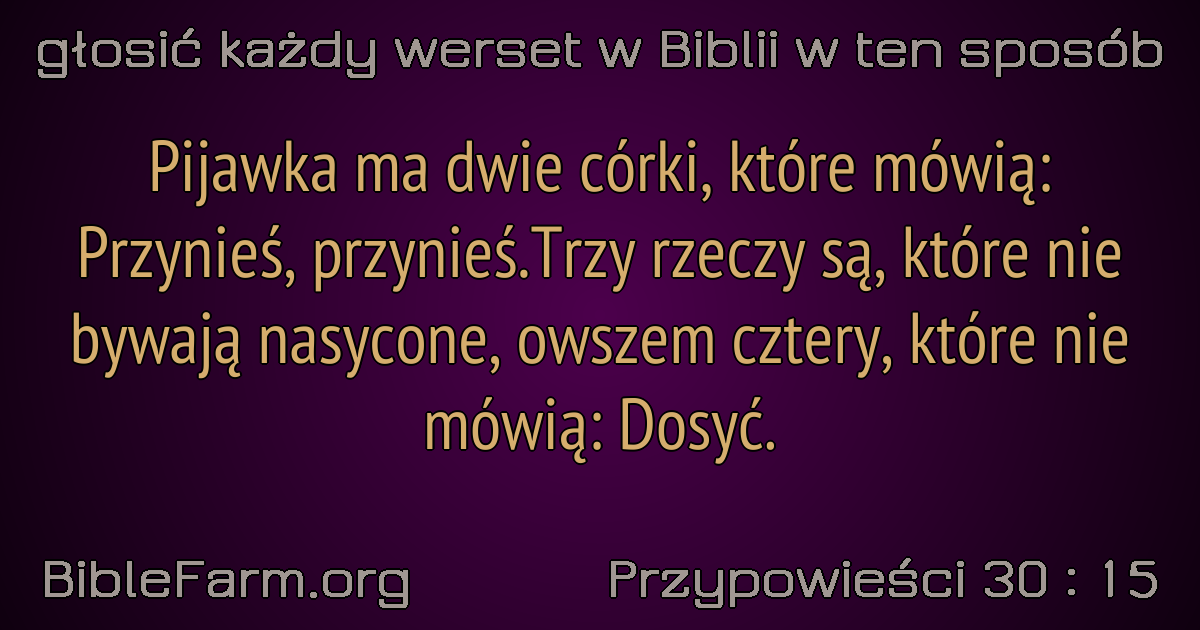 głosić każdy werset w Biblii w ten sposób
Pijawka ma dwie córki, które mówią:
Przynieś, przynieś.Trzy rzeczy są, które nie
bywają nasycone, owszem cztery, które nie
mówią: Dosyć.
BibleFarm.org
Przypowieści 30 : 15